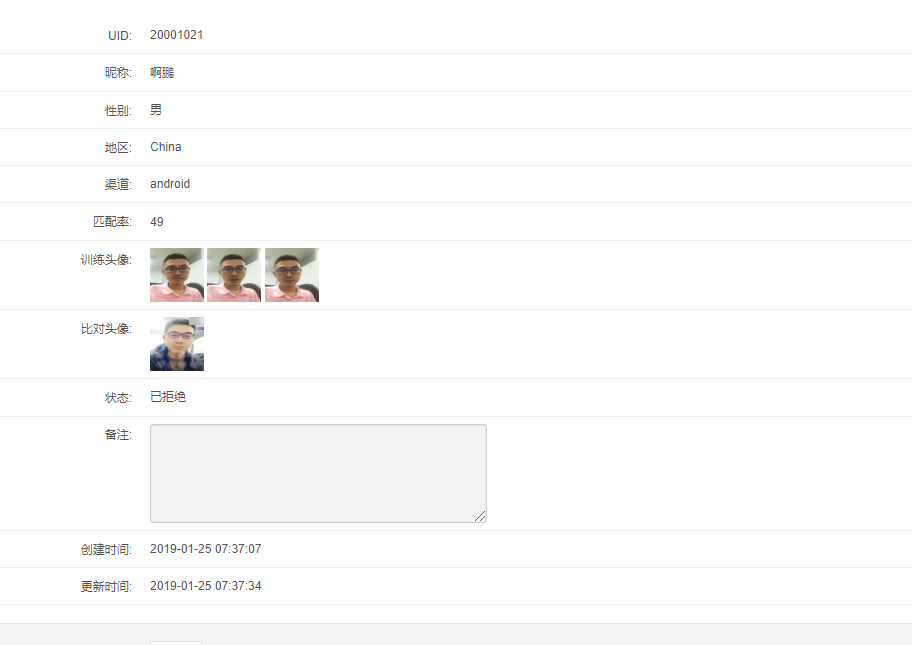 UID: 20001021
昵称: 啊鹏
性别: 男
地区: China
渠道: android
匹配率: 49
训练头像:
比对头像:
状态: 已拒绝
备注:
创建时间: 2019-01-25 07:37:07
更新时间: 2019-01-25 07:37:34